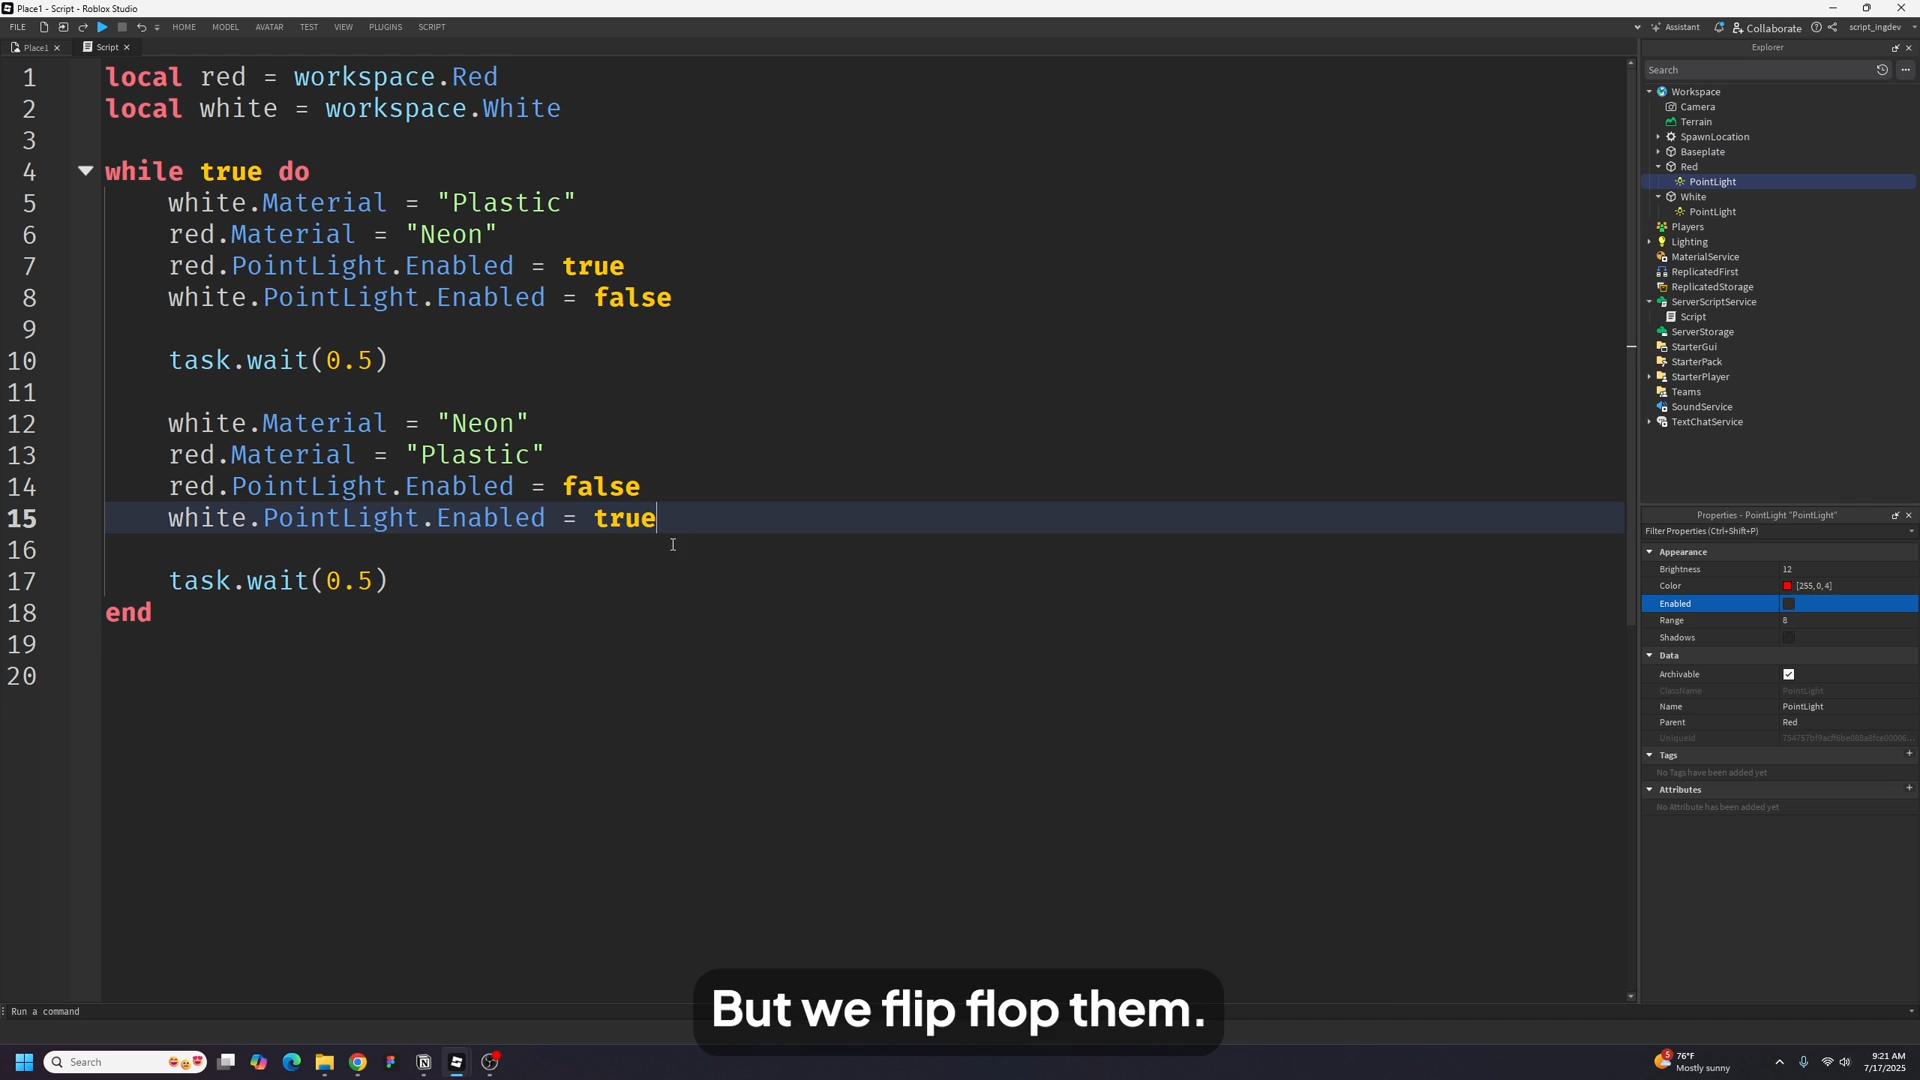 Place1 - Script - Roblox Studio
FILE HOME MODEL AVATAR TEST VIEW PLUGINS SCRIPT Assistant Collaborate script_ingdev
Place1 Script
1 local red = workspace.Red
2 local white = workspace.White
3
4 while true do
5 white.Material = "Plastic"
6 red.Material = "Neon"
7 red.PointLight.Enabled = true
8 white.PointLight.Enabled = false
9
10 task.wait(0.5)
11
12 white.Material = "Neon"
13 red.Material = "Plastic"
14 red.PointLight.Enabled = false
15 white.PointLight.Enabled = true
16
17 task.wait(0.5)
18 end
19
20
Explorer
Search
Workspace
Camera
Terrain
SpawnLocation
Baseplate
Red
PointLight
White
PointLight
Players
Lighting
MaterialService
ReplicatedFirst
ReplicatedStorage
ServerScriptService
Script
ServerStorage
StarterGui
StarterPack
StarterPlayer
Teams
SoundService
TextChatService
Properties - PointLight "PointLight"
Filter Properties (Ctrl+Shift+P)
Appearance
Brightness 12
Color [255, 0, 4]
Enabled
Range 8
Shadows
Data
Archivable
ClassName PointLight
Name PointLight
Parent Red
UniqueId
Tags
No Tags have been added yet
Attributes
No Attribute has been added yet
But we flip flop them.
Run a command
Search
5
76°F
Mostly sunny
9:21 AM
7/17/2025